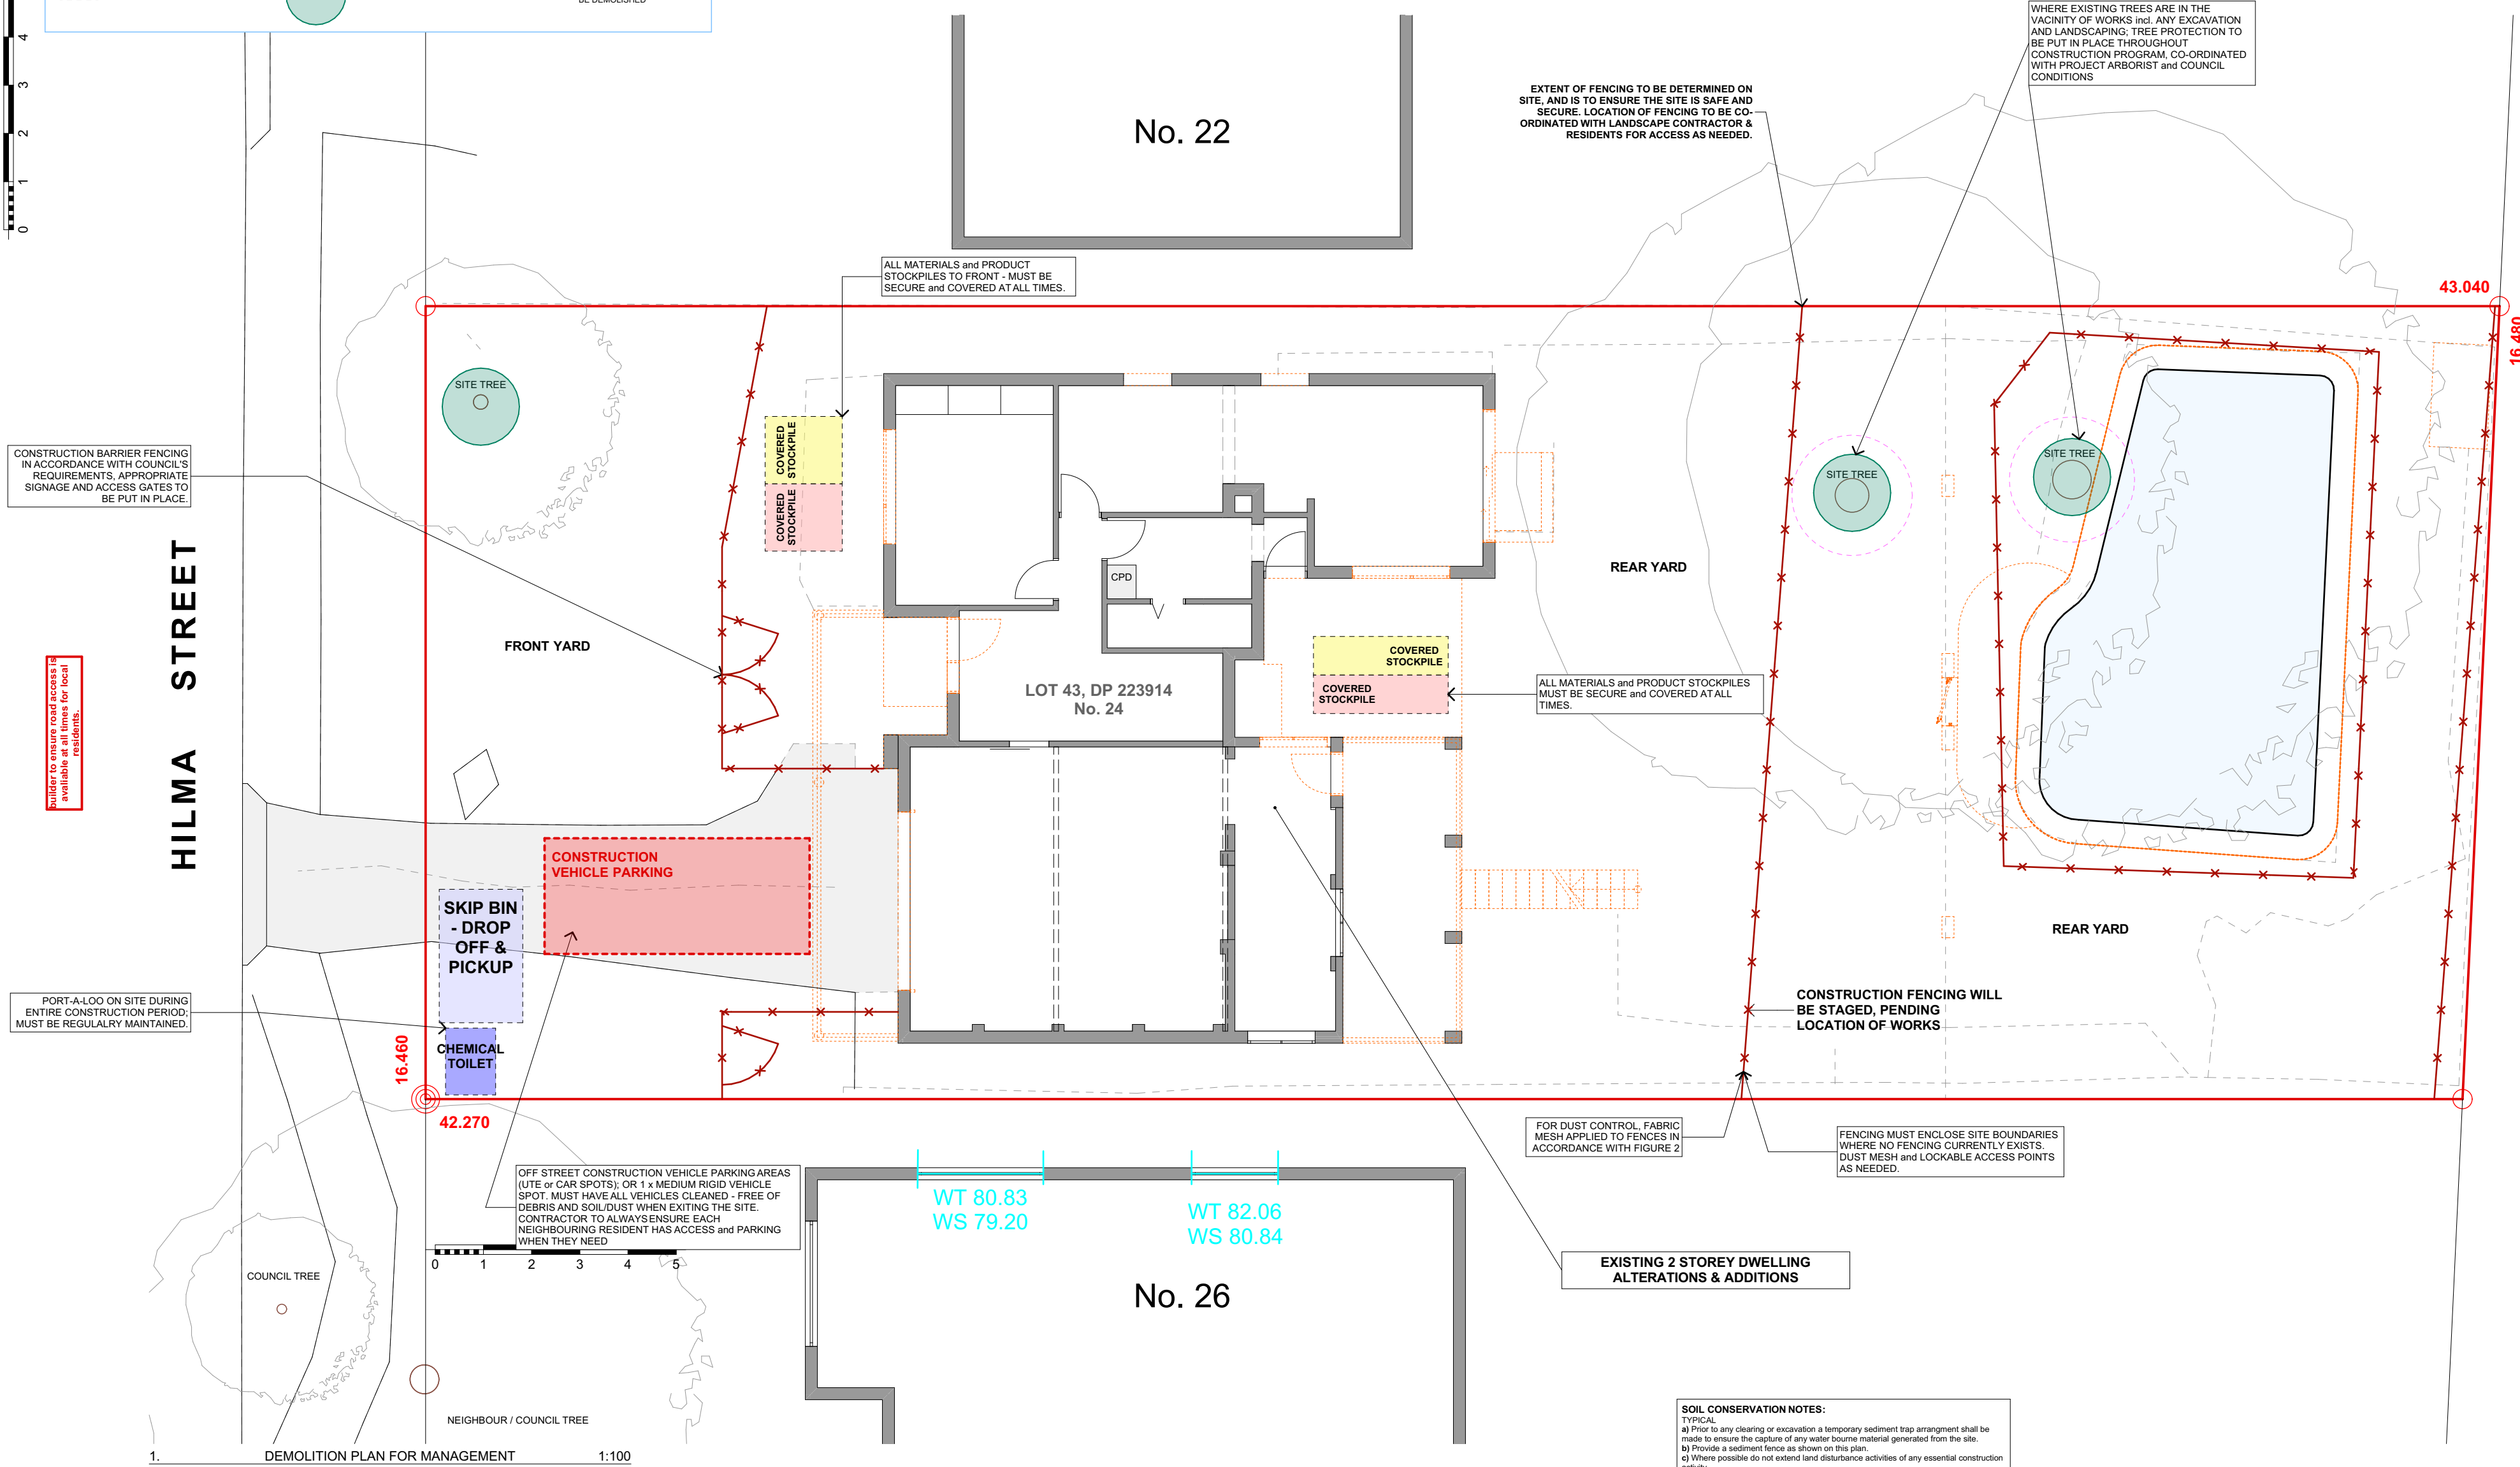 BE DEMOLISHED
4
3
2
1
0
WHERE EXISTING TREES ARE IN THE
VACINITY OF WORKS incl. ANY EXCAVATION
AND LANDSCAPING; TREE PROTECTION TO
BE PUT IN PLACE THROUGHOUT
CONSTRUCTION PROGRAM, CO-ORDINATED
WITH PROJECT ARBORIST and COUNCIL
CONDITIONS
EXTENT OF FENCING TO BE DETERMINED ON
SITE, AND IS TO ENSURE THE SITE IS SAFE AND
SECURE. LOCATION OF FENCING TO BE CO-
ORDINATED WITH LANDSCAPE CONTRACTOR &
RESIDENTS FOR ACCESS AS NEEDED.
No. 22
ALL MATERIALS and PRODUCT
STOCKPILES TO FRONT - MUST BE
SECURE and COVERED AT ALL TIMES.
43.040
16.480
SITE TREE
COVERED
STOCKPILE
COVERED
STOCKPILE
SITE TREE
SITE TREE
CONSTRUCTION BARRIER FENCING
IN ACCORDANCE WITH COUNCIL'S
REQUIREMENTS, APPROPRIATE
SIGNAGE AND ACCESS GATES TO
BE PUT IN PLACE.
HILMA STREET
builder to ensure road access is
avaliable at all times for local
residents.
FRONT YARD
CPD
REAR YARD
COVERED
STOCKPILE
COVERED
STOCKPILE
LOT 43, DP 223914
No. 24
ALL MATERIALS and PRODUCT STOCKPILES
MUST BE SECURE and COVERED AT ALL
TIMES.
CONSTRUCTION
VEHICLE PARKING
SKIP BIN
- DROP
OFF &
PICKUP
REAR YARD
PORT-A-LOO ON SITE DURING
ENTIRE CONSTRUCTION PERIOD;
MUST BE REGULALRY MAINTAINED.
CHEMICAL
TOILET
16.460
42.270
CONSTRUCTION FENCING WILL
BE STAGED, PENDING
LOCATION OF WORKS
FOR DUST CONTROL, FABRIC
MESH APPLIED TO FENCES IN
ACCORDANCE WITH FIGURE 2
FENCING MUST ENCLOSE SITE BOUNDARIES
WHERE NO FENCING CURRENTLY EXISTS.
DUST MESH and LOCKABLE ACCESS POINTS
AS NEEDED.
OFF STREET CONSTRUCTION VEHICLE PARKING AREAS
(UTE or CAR SPOTS); OR 1 x MEDIUM RIGID VEHICLE
SPOT. MUST HAVE ALL VEHICLES CLEANED - FREE OF
DEBRIS AND SOIL/DUST WHEN EXITING THE SITE.
CONTRACTOR TO ALWAYS ENSURE EACH
NEIGHBOURING RESIDENT HAS ACCESS and PARKING
WHEN THEY NEED
0 1 2 3 4 5
WT 80.83
WS 79.20
WT 82.06
WS 80.84
No. 26
EXISTING 2 STOREY DWELLING
ALTERATIONS & ADDITIONS
COUNCIL TREE
NEIGHBOUR / COUNCIL TREE
1. DEMOLITION PLAN FOR MANAGEMENT 1:100
SOIL CONSERVATION NOTES:
TYPICAL
a) Prior to any clearing or excavation a temporary sediment trap arrangment shall be
made to ensure the capture of any water bourne material generated from the site.
b) Provide a sediment fence as shown on this plan.
c) Where possible do not extend land disturbance activities of any essential construction